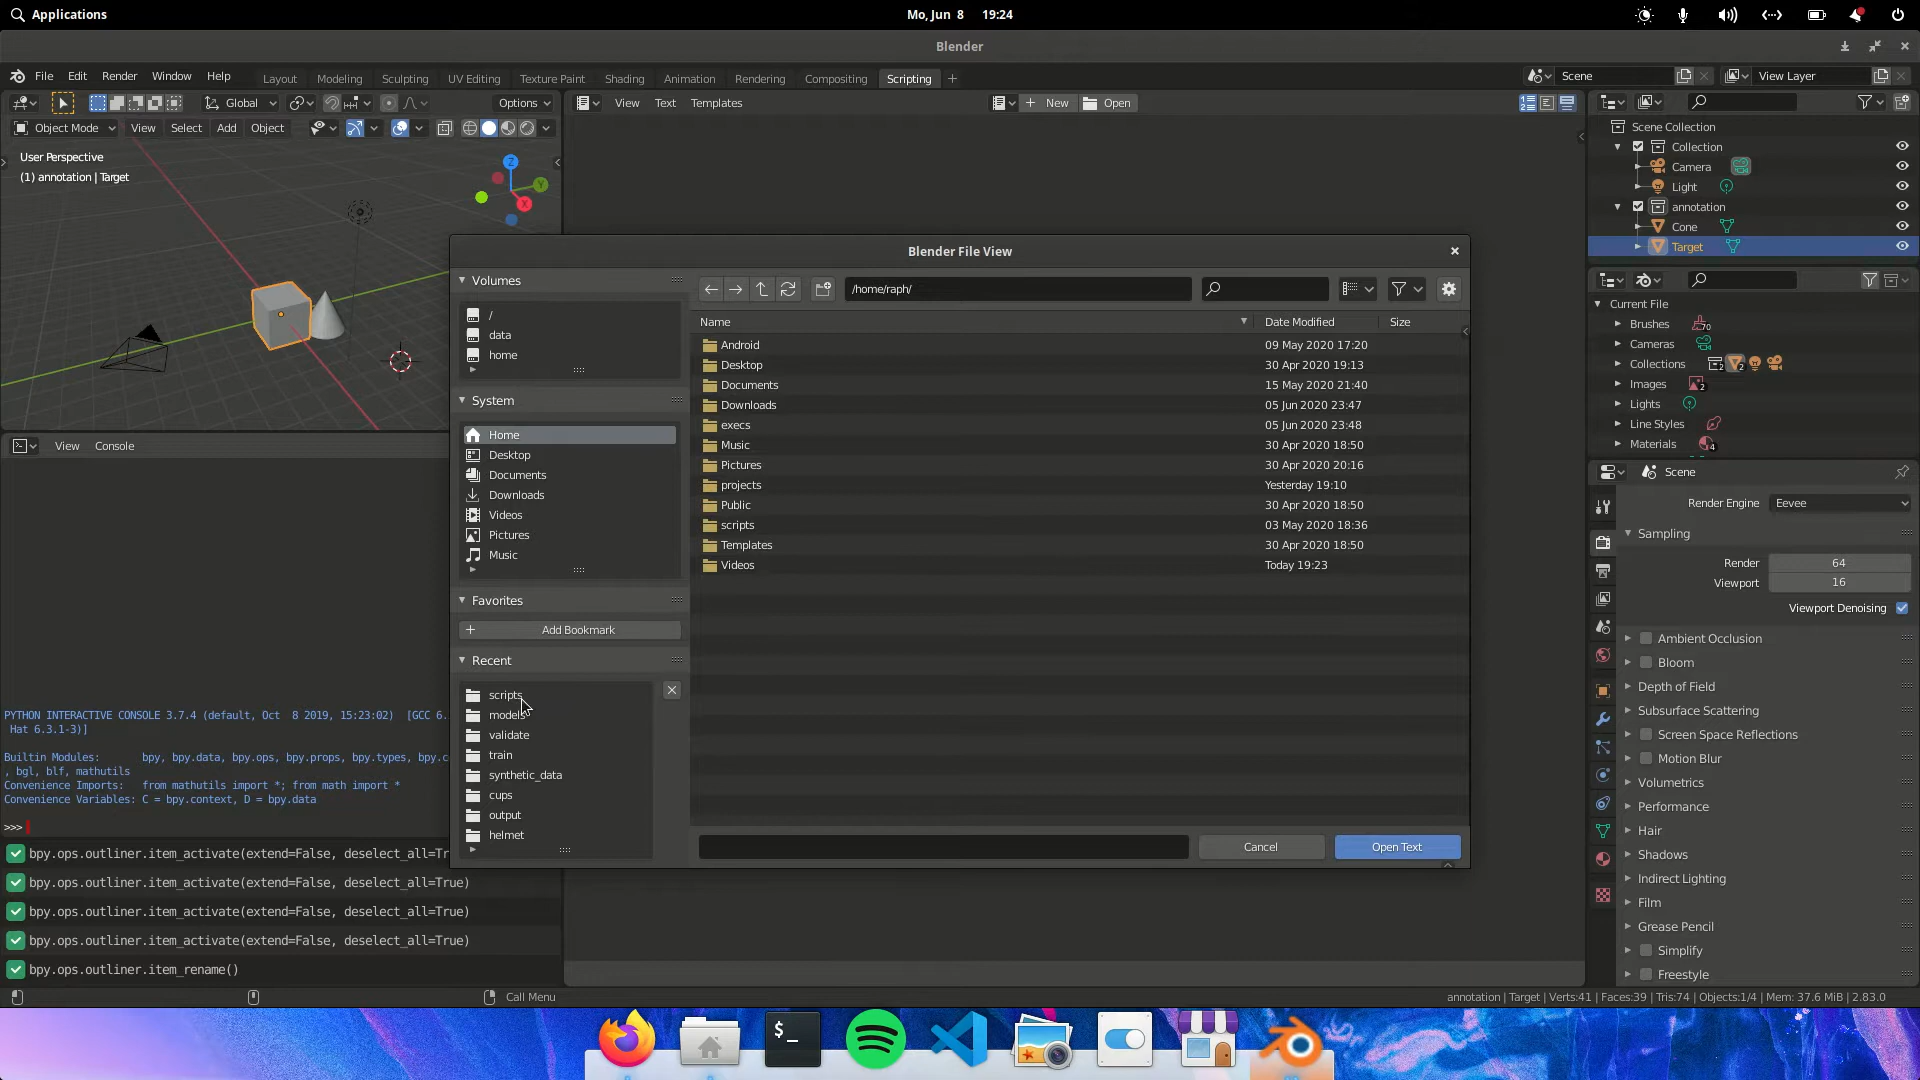 Applications
Mo, Jun 8 19:24
Blender
File Edit Render Window Help
Layout Modeling Sculpting UV Editing Texture Paint Shading Animation Rendering Compositing Scripting +
Scene
View Layer
Global
Options
View Text Templates
+ New Open
Object Mode View Select Add Object
User Perspective
(1) annotation | Target
Z
Y
X
Scene Collection
Collection
Camera
Light
annotation
Cone
Target
Current File
Brushes 70
Cameras
Collections 2 2
Images 2
Lights
Line Styles
Materials 4
Scene
Render Engine Eevee
Sampling
Render 64
Viewport 16
Viewport Denoising
Ambient Occlusion
Bloom
Depth of Field
Subsurface Scattering
Screen Space Reflections
Motion Blur
Volumetrics
Performance
Hair
Shadows
Indirect Lighting
Film
Grease Pencil
Simplify
Freestyle
Blender File View
Volumes
/
data
home
System
Home
Desktop
Documents
Downloads
Videos
Pictures
Music
Favorites
+ Add Bookmark
Recent
scripts
models
validate
train
synthetic_data
cups
output
helmet
/home/raph/
Name Date Modified Size
Android 09 May 2020 17:20
Desktop 30 Apr 2020 19:13
Documents 15 May 2020 21:40
Downloads 05 Jun 2020 23:47
execs 05 Jun 2020 23:48
Music 30 Apr 2020 18:50
Pictures 30 Apr 2020 20:16
projects Yesterday 19:10
Public 30 Apr 2020 18:50
scripts 03 May 2020 18:36
Templates 30 Apr 2020 18:50
Videos Today 19:23
Cancel Open Text
View Console
PYTHON INTERACTIVE CONSOLE 3.7.4 (default, Oct 8 2019, 15:23:02) [GCC 6.
Hat 6.3.1-3)]
Builtin Modules: bpy, bpy.data, bpy.ops, bpy.props, bpy.types, bpy.c
, bgl, blf, mathutils
Convenience Imports: from mathutils import *; from math import *
Convenience Variables: C = bpy.context, D = bpy.data
>>>
bpy.ops.outliner.item_activate(extend=False, deselect_all=Tr
bpy.ops.outliner.item_activate(extend=False, deselect_all=True)
bpy.ops.outliner.item_activate(extend=False, deselect_all=True)
bpy.ops.outliner.item_activate(extend=False, deselect_all=True)
bpy.ops.outliner.item_rename()
Call Menu
annotation | Target | Verts:41 | Faces:39 | Tris:74 | Objects:1/4 | Mem: 37.6 MiB | 2.83.0
$_